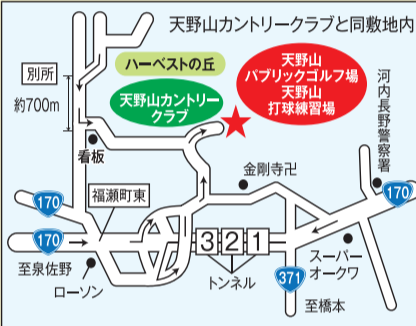 天野山カントリークラブと同敷地内
別所
ハーベストの丘
天野山
パブリックゴルフ場
天野山
打球練習場
約700m
天野山カントリー
クラブ
河内長野警察署
看板
金剛寺卍
170
福瀬町東
170
170
3 2 1
至泉佐野
トンネル
スーパー
オークワ
ローソン
371
至橋本